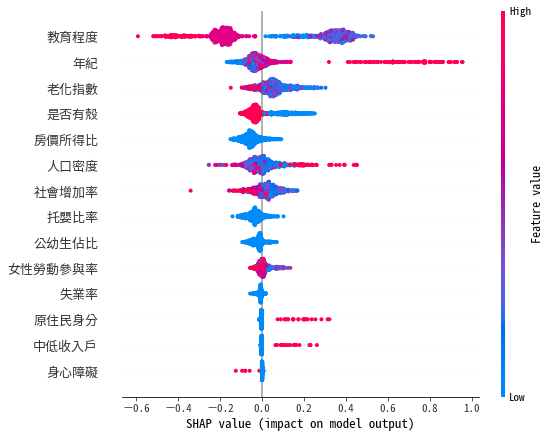 High
教育程度
年紀
老化指數
是否有殼
房價所得比
人口密度
社會增加率
托嬰比率
公幼生佔比
女性勞動參與率
失業率
原住民身分
中低收入戶
身心障礙
Feature value
Low
−0.6 −0.4 −0.2 0.0 0.2 0.4 0.6 0.8 1.0
SHAP value (impact on model output)